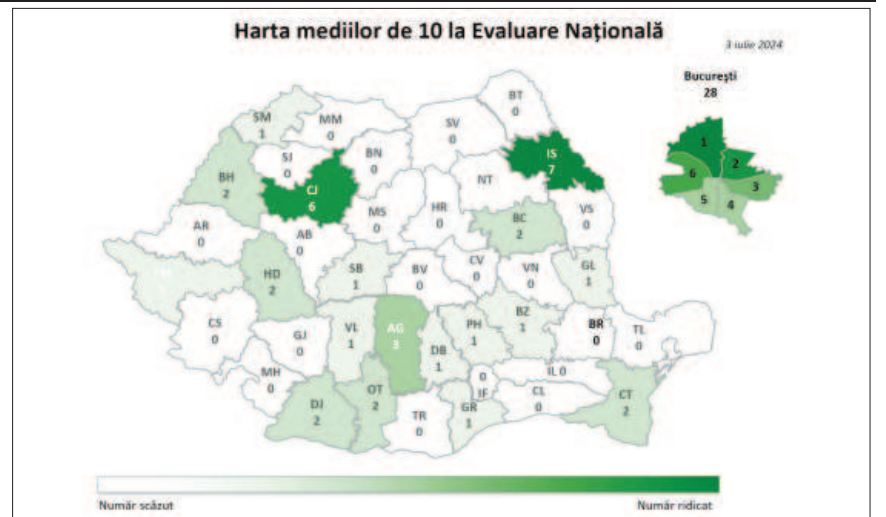 Harta mediilor de 10 la Evaluare Națională
3 iulie 2024
București
28
1
2
6
3
5
4
BT
0
SM
1
MM
0
SV
0
IS
7
SJ
0
BN
0
BH
2
CJ
6
NT
MS
0
HR
0
BC
2
VS
0
AR
0
AB
0
HD
2
SB
1
BV
0
CV
0
VN
0
GL
1
CS
0
GJ
0
VL
1
AG
3
DB
1
PH
1
BZ
1
BR
0
TL
0
MH
0
DJ
2
OT
2
TR
0
0
IF
GR
1
IL 0
CL
0
CT
2
Număr scăzut
Număr ridicat